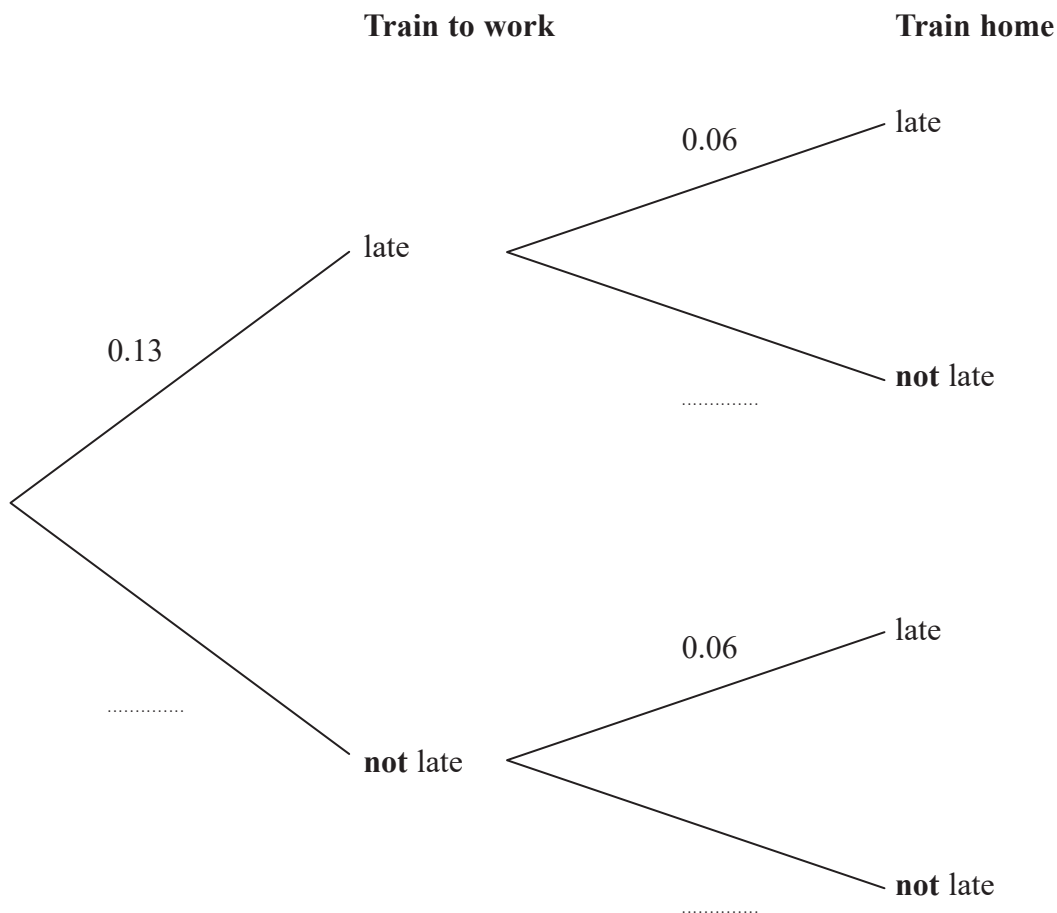 Train to work Train home
late
0.06
late
0.13
not late
..............
late
0.06
..............
not late
not late
..............